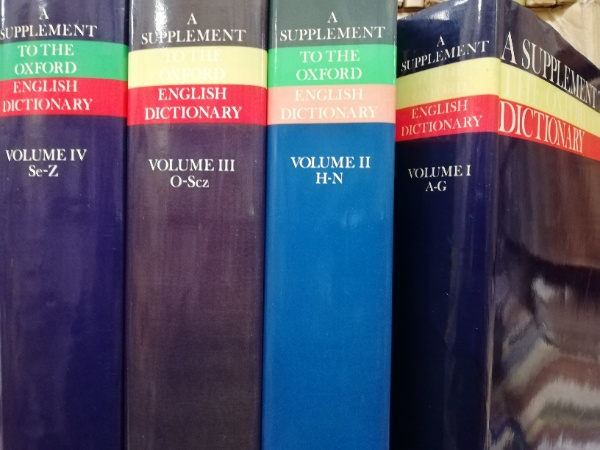 A
SUPPLEMENT
TO THE
OXFORD
ENGLISH
DICTIONARY
VOLUME IV
Se-Z
A
SUPPLEMENT
TO THE
OXFORD
ENGLISH
DICTIONARY
VOLUME III
O-Scz
A
SUPPLEMENT
TO THE
OXFORD
ENGLISH
DICTIONARY
VOLUME II
H-N
A
SUPPLEMENT
ENGLISH
DICTIONARY
VOLUME I
A-G
A SUPPLEMENT
DICTIONARY